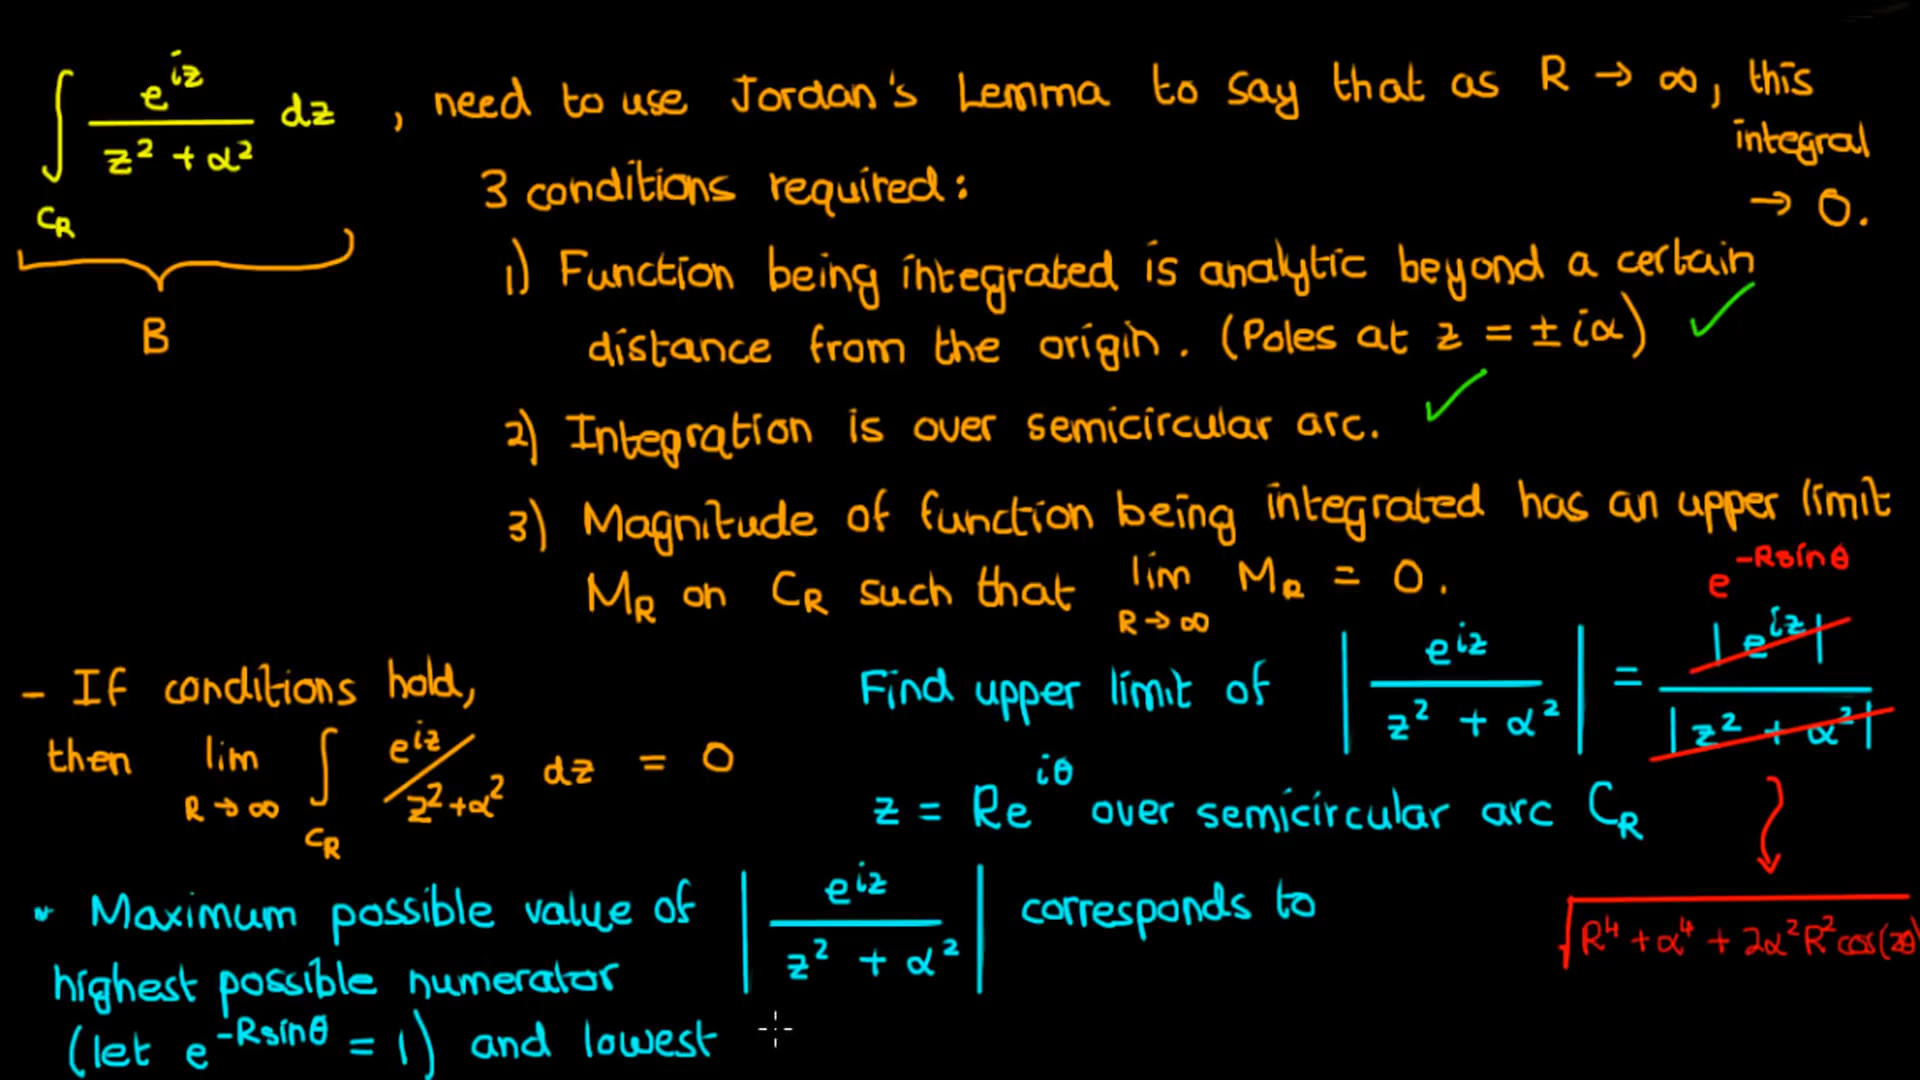 ∫_{C_R} e^{iz} / (z² + α²) dz , need to use Jordan's Lemma to say that as R → ∞, this
integral
→ 0.
B
3 conditions required:
1) Function being integrated is analytic beyond a certain
distance from the origin. (Poles at z = ± iα) ✓
2) Integration is over semicircular arc. ✓
3) Magnitude of function being integrated has an upper limit
M_R on C_R such that lim_{R→∞} M_R = 0.
- If conditions hold,
then lim_{R→∞} ∫_{C_R} e^{iz}/z²+α² dz = 0
Find upper limit of | e^{iz} / (z² + α²) | = |e^{iz}| / |z² + α²|
e^{-Rsinθ}
z = Re^{iθ} over semicircular arc C_R
√(R⁴ + α⁴ + 2α²R²cos(2θ)
Maximum possible value of | e^{iz} / (z² + α²) | corresponds to
highest possible numerator
(let e^{-Rsinθ} = 1) and lowest